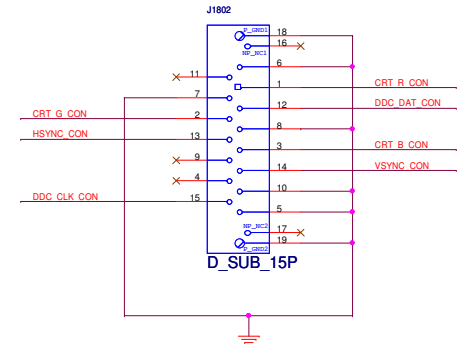 J1802
P_GND1 18
NP_NC1 16
6
11
1 CRT_R_CON
7
12 DDC_DAT_CON
CRT_G_CON 2
8
HSYNC_CON 13
3 CRT_B_CON
9
14 VSYNC_CON
4
10
DDC_CLK_CON 15
5
NP_NC2 17
P_GND2 19
D_SUB_15P